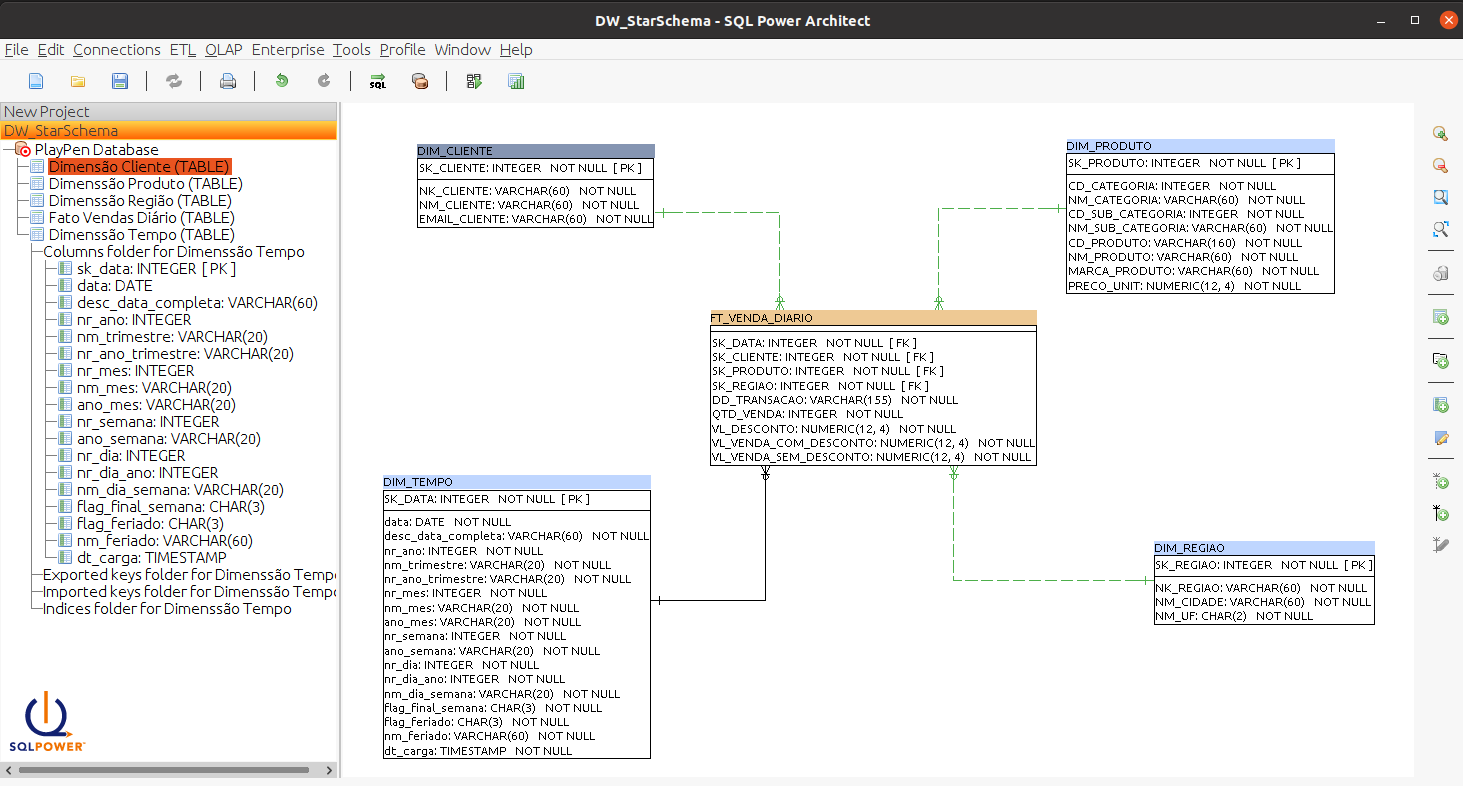 DW_StarSchema - SQL Power Architect
File Edit Connections ETL OLAP Enterprise Tools Profile Window Help
SQL
New Project
DW_StarSchema
PlayPen Database
Dimensão Cliente (TABLE)
Dimenssão Produto (TABLE)
Dimenssão Região (TABLE)
Fato Vendas Diário (TABLE)
Dimenssão Tempo (TABLE)
Columns folder for Dimenssão Tempo
sk_data: INTEGER [ PK ]
data: DATE
desc_data_completa: VARCHAR(60)
nr_ano: INTEGER
nm_trimestre: VARCHAR(20)
nr_ano_trimestre: VARCHAR(20)
nr_mes: INTEGER
nm_mes: VARCHAR(20)
ano_mes: VARCHAR(20)
nr_semana: INTEGER
ano_semana: VARCHAR(20)
nr_dia: INTEGER
nr_dia_ano: INTEGER
nm_dia_semana: VARCHAR(20)
flag_final_semana: CHAR(3)
flag_feriado: CHAR(3)
nm_feriado: VARCHAR(60)
dt_carga: TIMESTAMP
Exported keys folder for Dimenssão Tempo
Imported keys folder for Dimenssão Tempo
Indices folder for Dimenssão Tempo
SQLPOWER
DIM_CLIENTE
SK_CLIENTE: INTEGER NOT NULL [ PK ]
NK_CLIENTE: VARCHAR(60) NOT NULL
NM_CLIENTE: VARCHAR(60) NOT NULL
EMAIL_CLIENTE: VARCHAR(60) NOT NULL
DIM_PRODUTO
SK_PRODUTO: INTEGER NOT NULL [ PK ]
CD_CATEGORIA: INTEGER NOT NULL
NM_CATEGORIA: VARCHAR(60) NOT NULL
CD_SUB_CATEGORIA: INTEGER NOT NULL
NM_SUB_CATEGORIA: VARCHAR(60) NOT NULL
CD_PRODUTO: VARCHAR(160) NOT NULL
NM_PRODUTO: VARCHAR(60) NOT NULL
MARCA_PRODUTO: VARCHAR(60) NOT NULL
PRECO_UNIT: NUMERIC(12, 4) NOT NULL
FT_VENDA_DIARIO
SK_DATA: INTEGER NOT NULL [ FK ]
SK_CLIENTE: INTEGER NOT NULL [ FK ]
SK_PRODUTO: INTEGER NOT NULL [ FK ]
SK_REGIAO: INTEGER NOT NULL [ FK ]
DD_TRANSACAO: VARCHAR(155) NOT NULL
QTD_VENDA: INTEGER NOT NULL
VL_DESCONTO: NUMERIC(12, 4) NOT NULL
VL_VENDA_COM_DESCONTO: NUMERIC(12, 4) NOT NULL
VL_VENDA_SEM_DESCONTO: NUMERIC(12, 4) NOT NULL
DIM_TEMPO
SK_DATA: INTEGER NOT NULL [ PK ]
data: DATE NOT NULL
desc_data_completa: VARCHAR(60) NOT NULL
nr_ano: INTEGER NOT NULL
nm_trimestre: VARCHAR(20) NOT NULL
nr_ano_trimestre: VARCHAR(20) NOT NULL
nr_mes: INTEGER NOT NULL
nm_mes: VARCHAR(20) NOT NULL
ano_mes: VARCHAR(20) NOT NULL
nr_semana: INTEGER NOT NULL
ano_semana: VARCHAR(20) NOT NULL
nr_dia: INTEGER NOT NULL
nr_dia_ano: INTEGER NOT NULL
nm_dia_semana: VARCHAR(20) NOT NULL
flag_final_semana: CHAR(3) NOT NULL
flag_feriado: CHAR(3) NOT NULL
nm_feriado: VARCHAR(60) NOT NULL
dt_carga: TIMESTAMP NOT NULL
DIM_REGIAO
SK_REGIAO: INTEGER NOT NULL [ PK ]
NK_REGIAO: VARCHAR(60) NOT NULL
NM_CIDADE: VARCHAR(60) NOT NULL
NM_UF: CHAR(2) NOT NULL